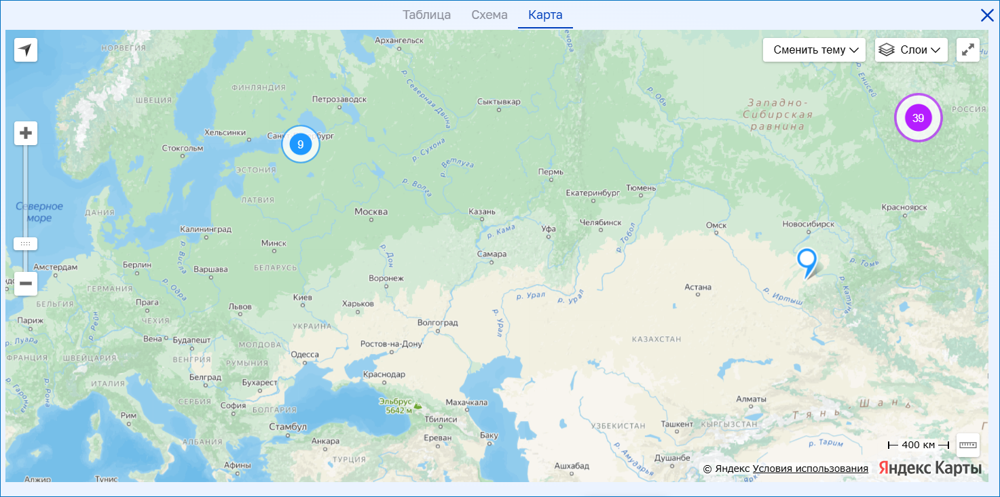 Таблица
Схема
Карта
Сменить тему
Слои
НОРВЕГИЯ
Архангельск
р. Северная Двина
р. Обь
Енисей
ФИНЛЯНДИЯ
ШВЕЦИЯ
Петрозаводск
Сыктывкар
Западно-
Сибирская
равнина
РОССИЯ
39
Хельсинки
Стокгольм
9
р. Сухона
ЭСТОНИЯ
р. Ветлуга
р. Волга
Пермь
Екатеринбург
Тюмень
Северное
море
ДАНИЯ
ЛАТВИЯ
Москва
Казань
Красноярск
Калининград
р. Кама
Уфа
Челябинск
р. Тобол
Омск
Новосибирск
Минск
р. Висла
Амстердам
Берлин
Варшава
БЕЛАРУСЬ
р. Дон
Самара
р. Томь
р. Катунь
ГЕРМАНИЯ
р. Одра
Воронеж
Астана
р. Иртыш
БЕЛЬГИЯ
Прага
Львов
Киев
Харьков
р. Урал
р. Урал
Париж
р. Рейн
ЧЕХИЯ
УКРАИНА
Волгоград
р. Урал
р. Луара
Вена
Будапешт
МОЛДОВА
Ростов-на-Дону
КАЗАХСТАН
ФРАНЦИЯ
ШВЕЙЦАРИЯ
ВЕНГРИЯ
РУМЫНИЯ
Одесса
ИТАЛИЯ
Белград
Бухарест
Краснодар
р. Рона
СЕРБИЯ
София
БОЛГАРИЯ
Эльбрус
5642 м
Махачкала
Алматы
Тянь-Шань
Рим
Стамбул
Тбилиси
УЗБЕКИСТАН
Ташкент
КЫРГЫЗСТАН
АЛБАНИЯ
Анкара
Ереван
Баку
р. Тарим
400 км
ТУРЦИЯ
р. Амударья
Душанбе
Афины
Ашхабад
© Яндекс Условия использования
Яндекс Карты
Алжир
Тунис